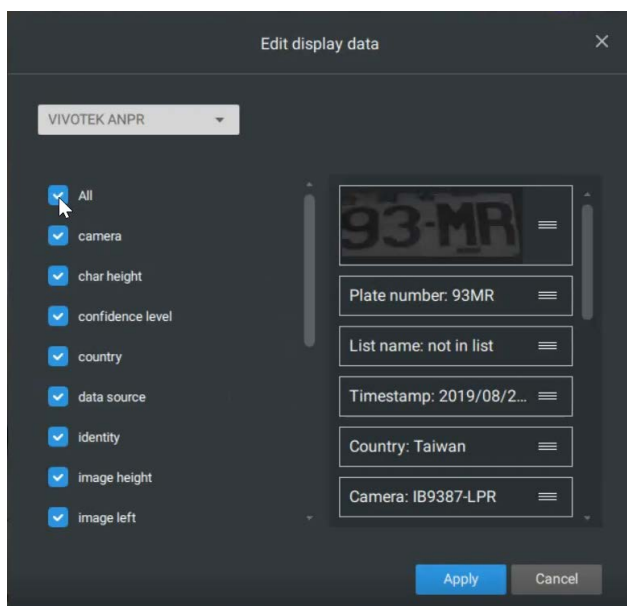 Edit display data
VIVOTEK ANPR
All
camera
char height
confidence level
country
data source
identity
image height
image left
93-MR
Plate number: 93MR
List name: not in list
Timestamp: 2019/08/2...
Country: Taiwan
Camera: IB9387-LPR
Apply
Cancel